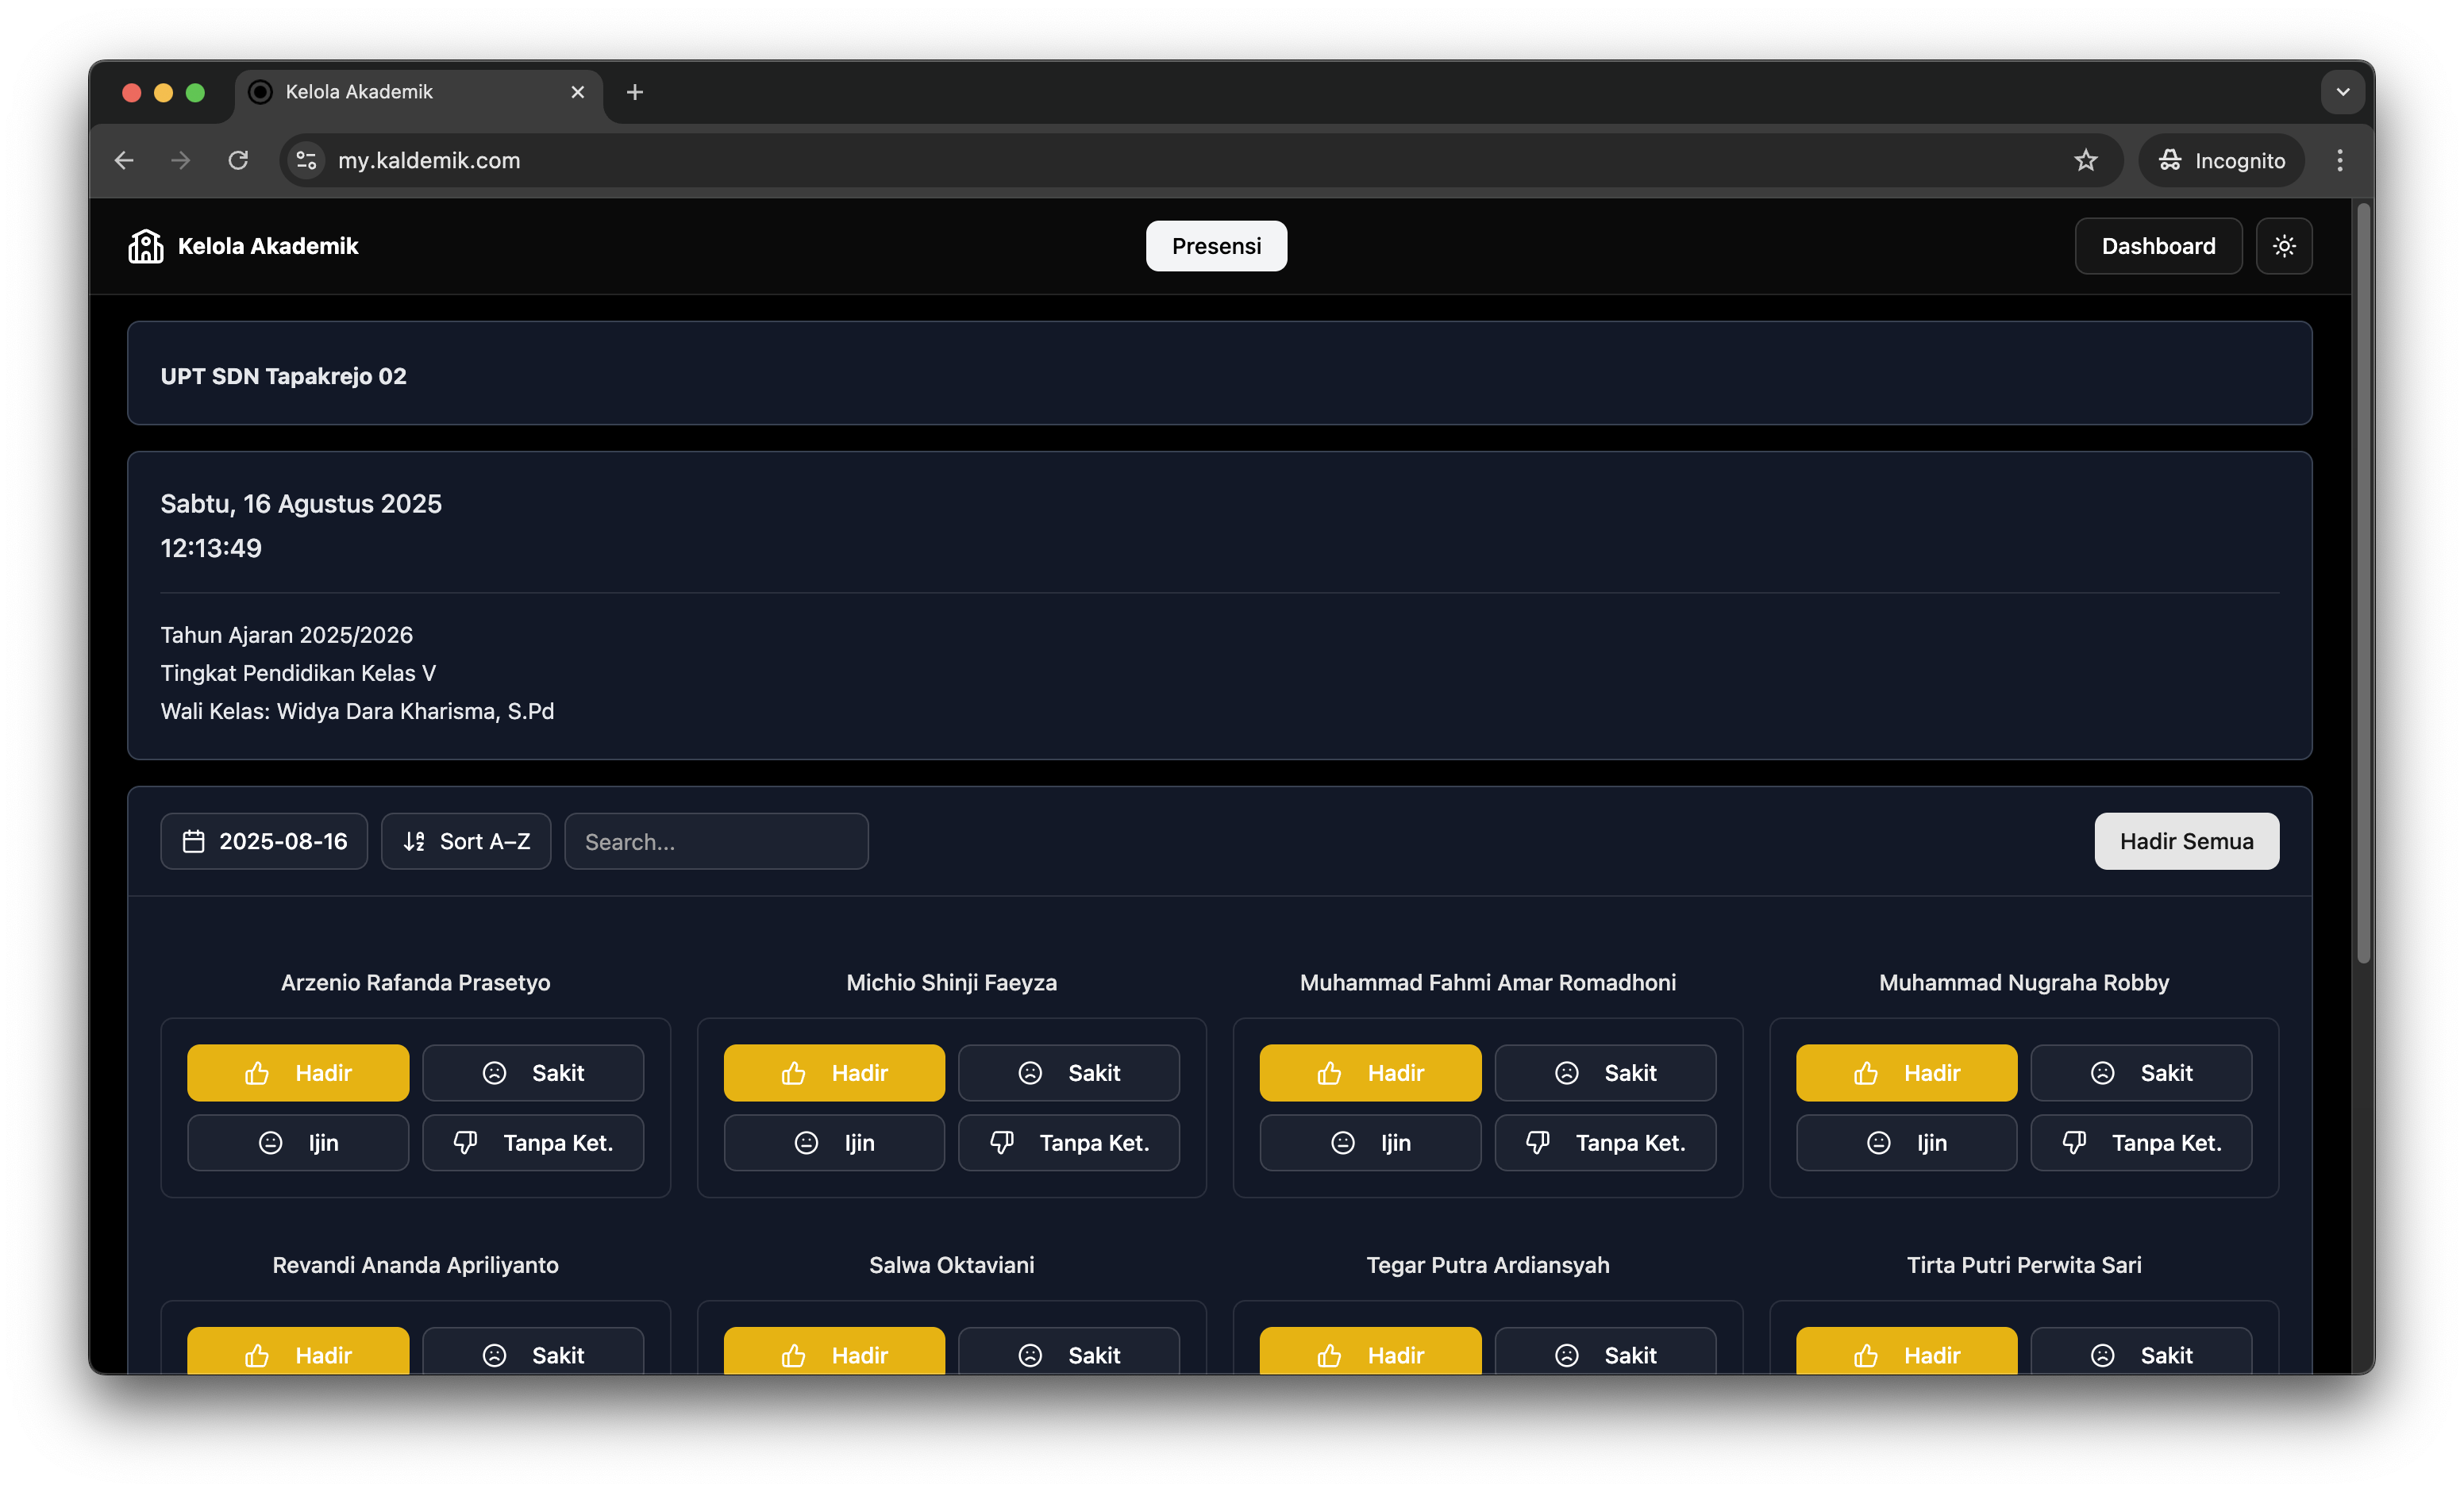 Kelola Akademik
my.kaldemik.com
Incognito
Kelola Akademik
Presensi
Dashboard
UPT SDN Tapakrejo 02
Sabtu, 16 Agustus 2025
12:13:49
Tahun Ajaran 2025/2026
Tingkat Pendidikan Kelas V
Wali Kelas: Widya Dara Kharisma, S.Pd
2025-08-16
Sort A–Z
Search...
Hadir Semua
Arzenio Rafanda Prasetyo
Michio Shinji Faeyza
Muhammad Fahmi Amar Romadhoni
Muhammad Nugraha Robby
Hadir Sakit Hadir Sakit Hadir Sakit Hadir Sakit
Ijin Tanpa Ket. Ijin Tanpa Ket. Ijin Tanpa Ket. Ijin Tanpa Ket.
Revandi Ananda Apriliyanto
Salwa Oktaviani
Tegar Putra Ardiansyah
Tirta Putri Perwita Sari
Hadir Sakit Hadir Sakit Hadir Sakit Hadir Sakit